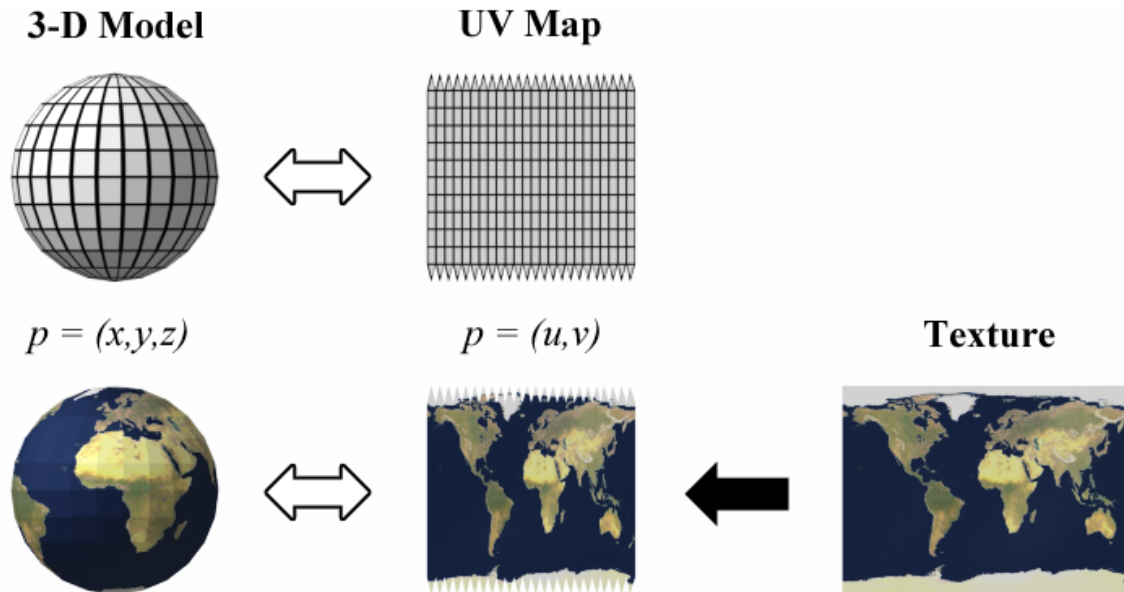 3-D Model
UV Map
p = (x,y,z)
p = (u,v)
Texture